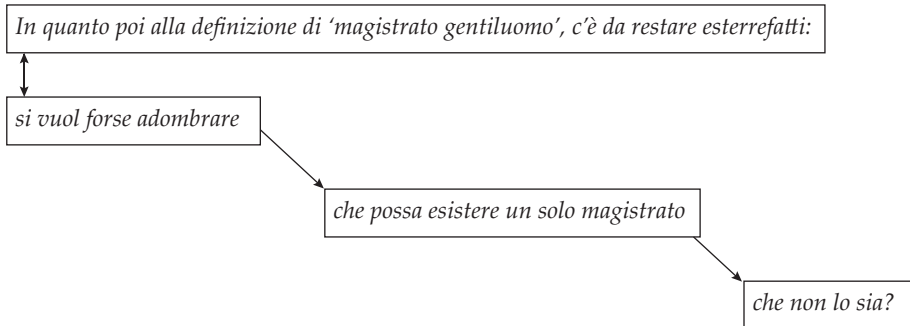 In quanto poi alla definizione di ‘magistrato gentiluomo’, c’è da restare esterrefatti:
si vuol forse adombrare
che possa esistere un solo magistrato
che non lo sia?